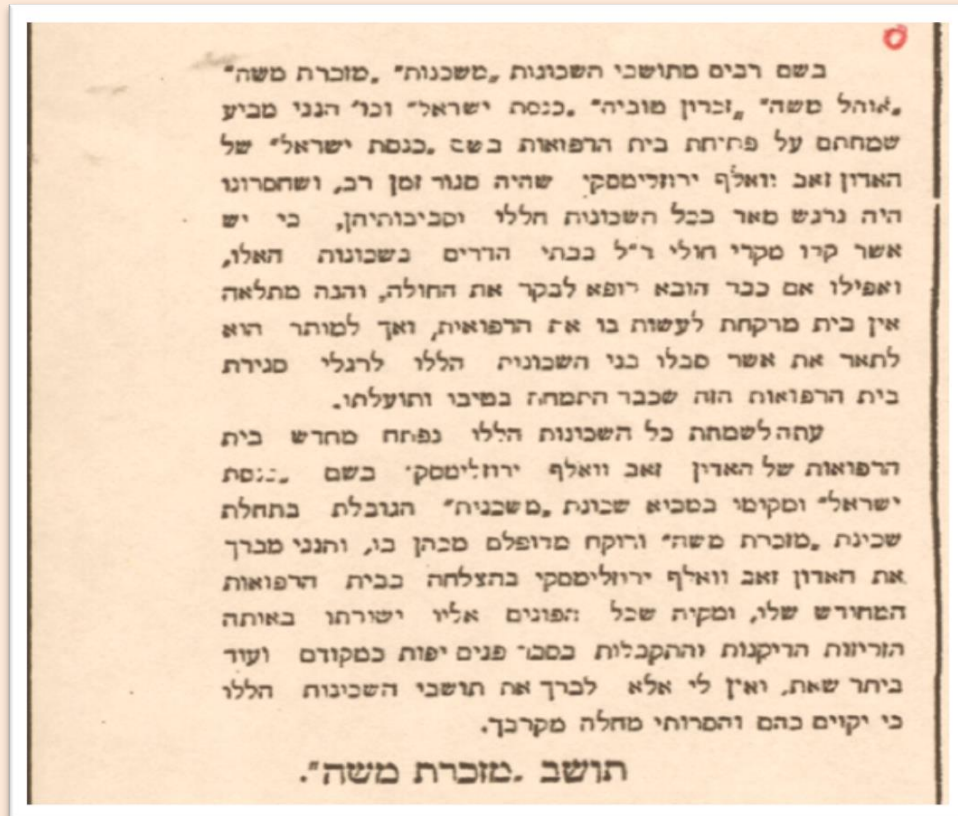 בשם רבים מתושבי השכונות „משכנות" „מזכרת משה"
„אוהל משה" „זכרון טוביה" „כנסת ישראל" וכו' הנני מביע
שמחתם על פתיחת בית הרפואות בשם „כנסת ישראל" של
האדון זאב וואלף ירוזליטסקי שהיה סגור זמן רב, ושחסרונו
היה נרגש מאד בכל השכונות הללו וסביבותיהן, כי יש
אשר קרו מקרי חולי ר"ל בבתי הדרים בשכונות האלו,
ואפילו אם כבר הובא רופא לבקר את החולה, והנה מתלאה
אין בית מרקחת לעשות בו את הרפואות, ואך למותר הוא
לתאר את אשר סבלו בני השכונות הללו לרגלי סגירת
בית הרפואות הזה שכבר התמחה בטיבו ותועלתו.
עתה לשמחת כל השכונות הללו נפתח מחדש בית
הרפואות של האדון זאב וואלף ירוזליטסקי בשם „כנסת
ישראל" ומקומו במבוא שכונת „משכנות" הגובלת בתחלת
שכונת „מזכרת משה" ורוקח מדופלם מכהן בו, והנני מברך
את האדון זאב וואלף ירוזליטסקי בהצלחה בבית הרפואות
המחודש שלו, ומקוה שכל הפונים אליו ישורתו באותה
הזריזות הדיקנות והתקבלות בסבר פנים יפות כמקודם ועוד
ביתר שאת, ואין לי אלא לברך את תושבי השכונות הללו
כי יקוים בהם והסרותי מחלה מקרבך.
תושב „מזכרת משה".